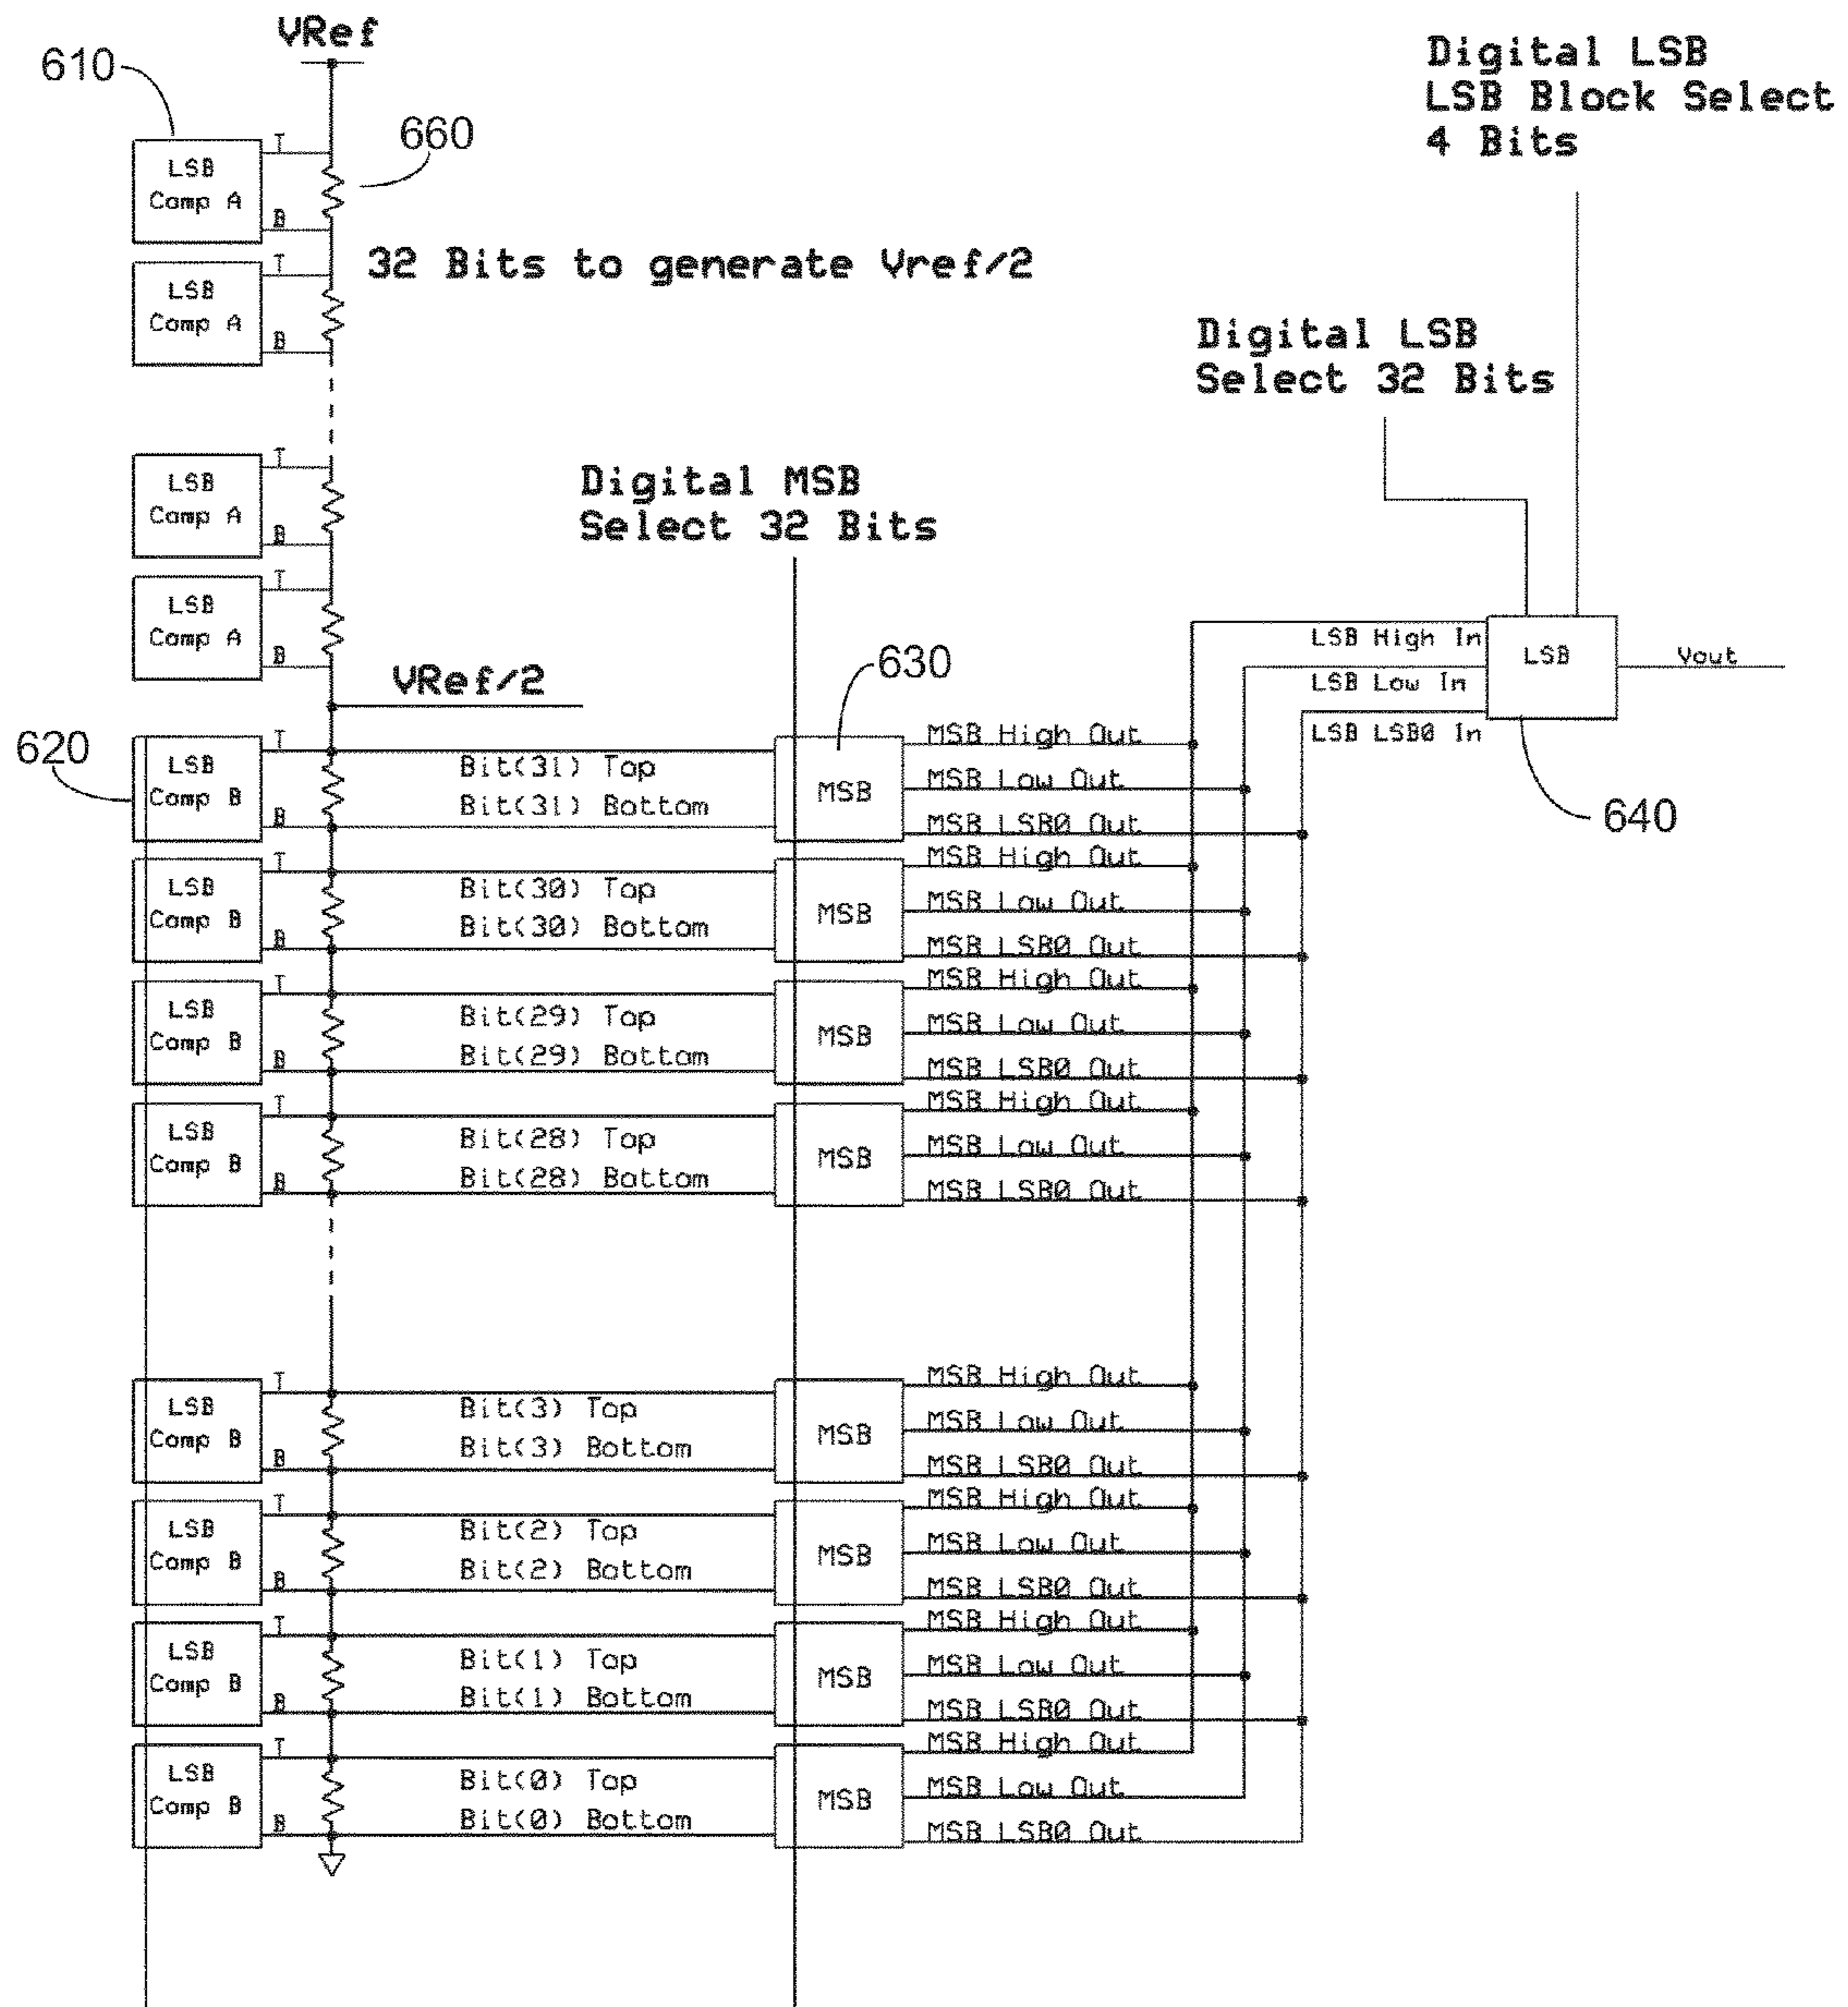 VRef
610
Digital LSB
LSB Block Select
4 Bits
T
LSB
Comp A
B
660
T
LSB
Comp A
B
32 Bits to generate Vref/2
Digital LSB
Select 32 Bits
T
LSB
Comp A
B
Digital MSB
Select 32 Bits
T
LSB
Comp A
B
VRef/2
630
LSB High In
LSB Low In
LSB LSB0 In
LSB
Vout
640
620
T
LSB
Comp B
B
Bit(31) Top
Bit(31) Bottom
MSB
MSB High Out
MSB Low Out
MSB LSB0 Out
T
LSB
Comp B
B
Bit(30) Top
Bit(30) Bottom
MSB
MSB High Out
MSB Low Out
MSB LSB0 Out
T
LSB
Comp B
B
Bit(29) Top
Bit(29) Bottom
MSB
MSB High Out
MSB Low Out
MSB LSB0 Out
T
LSB
Comp B
B
Bit(28) Top
Bit(28) Bottom
MSB
MSB High Out
MSB Low Out
MSB LSB0 Out
T
LSB
Comp B
B
Bit(3) Top
Bit(3) Bottom
MSB
MSB High Out
MSB Low Out
MSB LSB0 Out
T
LSB
Comp B
B
Bit(2) Top
Bit(2) Bottom
MSB
MSB High Out
MSB Low Out
MSB LSB0 Out
T
LSB
Comp B
B
Bit(1) Top
Bit(1) Bottom
MSB
MSB High Out
MSB Low Out
MSB LSB0 Out
T
LSB
Comp B
B
Bit(0) Top
Bit(0) Bottom
MSB
MSB High Out
MSB Low Out
MSB LSB0 Out